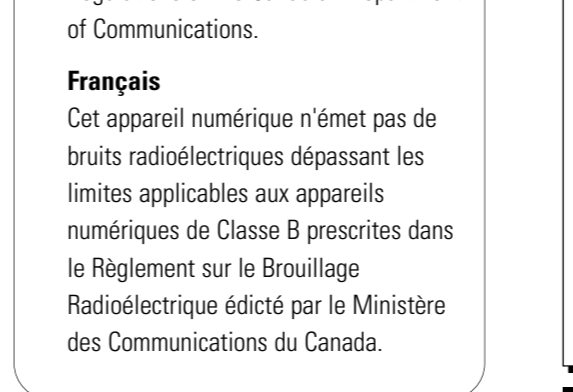 of Communications.
Français
Cet appareil numérique n'émet pas de
bruits radioélectriques dépassant les
limites applicables aux appareils
numériques de Classe B prescrites dans
le Règlement sur le Brouillage
Radioélectrique édicté par le Ministère
des Communications du Canada.